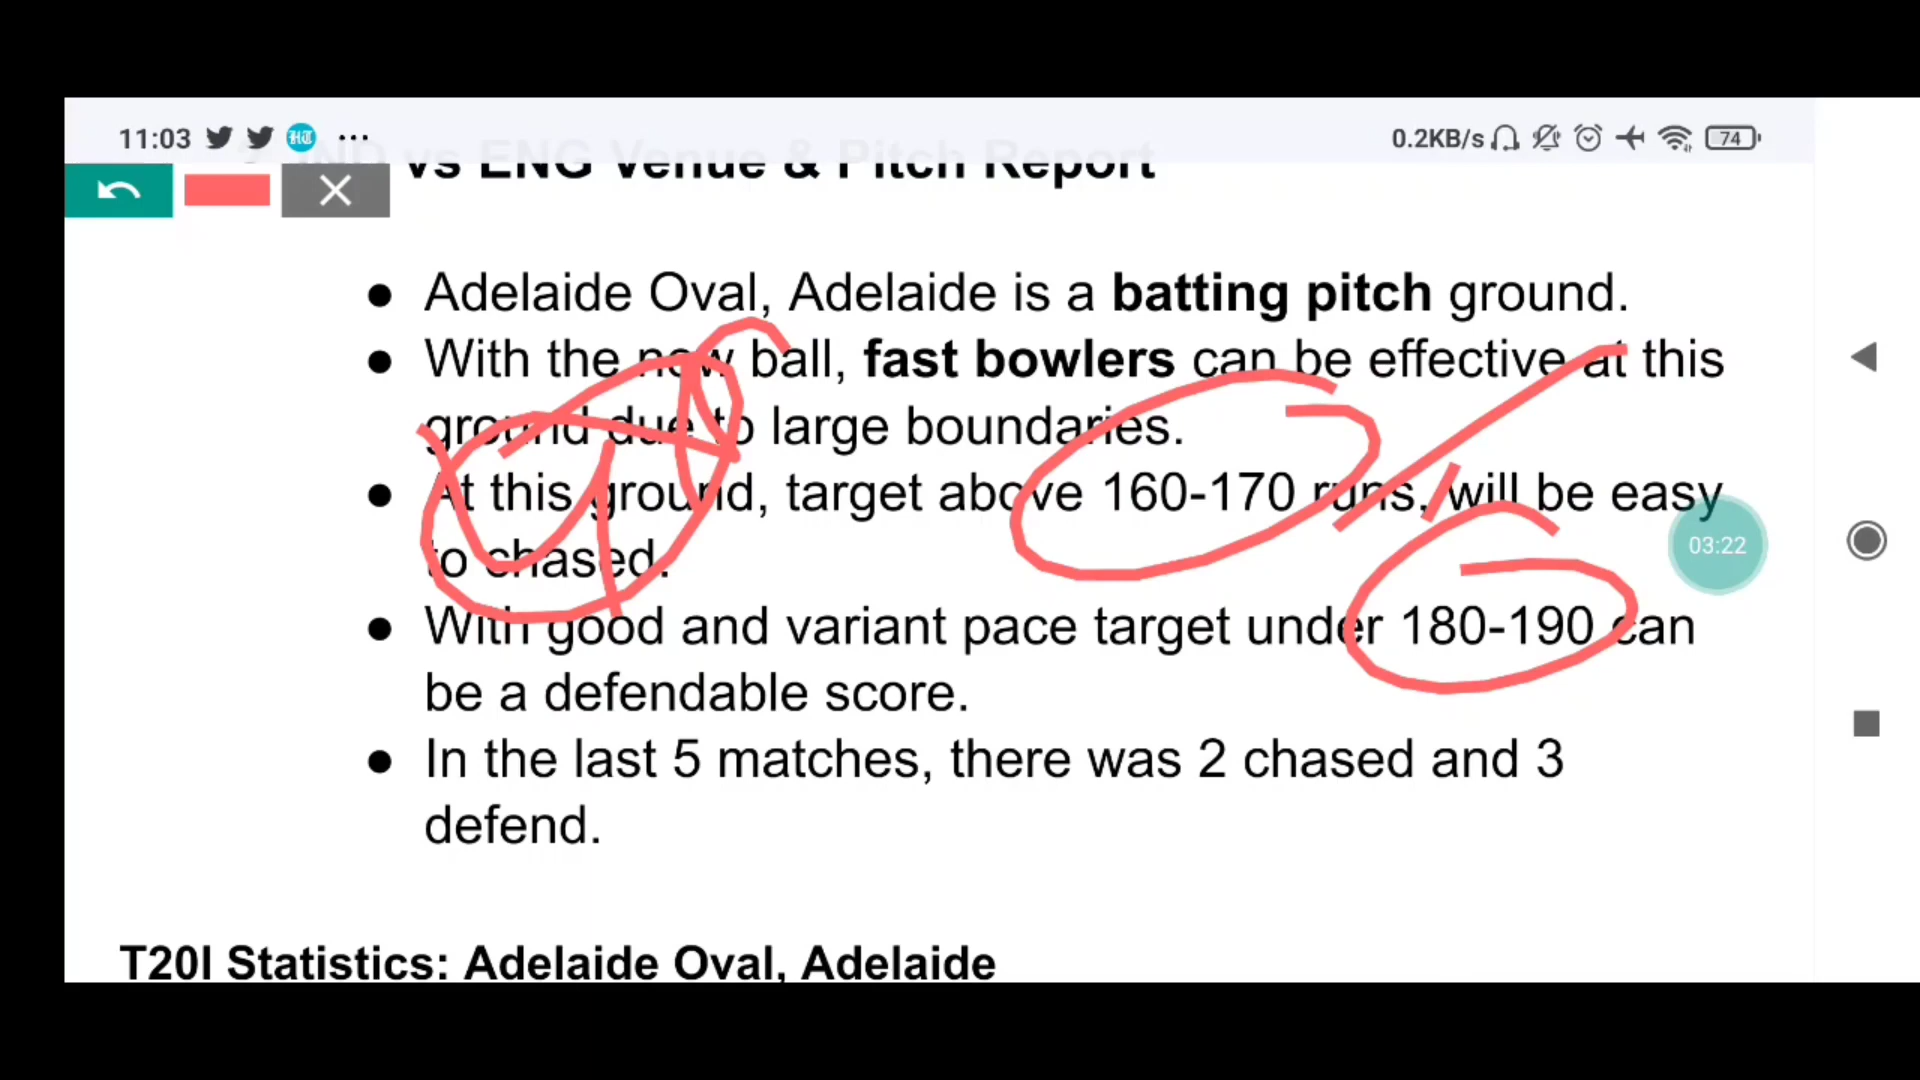 11:03 HT ... 0.2KB/s 74
IND vs ENG Venue & Pitch Report
● Adelaide Oval, Adelaide is a batting pitch ground.
● With the new ball, fast bowlers can be effective at this
ground due to large boundaries.
● At this ground, target above 160-170 runs, will be easy
to chased.
● With good and variant pace target under 180-190 can
be a defendable score.
● In the last 5 matches, there was 2 chased and 3
defend.
03:22
T20I Statistics: Adelaide Oval, Adelaide